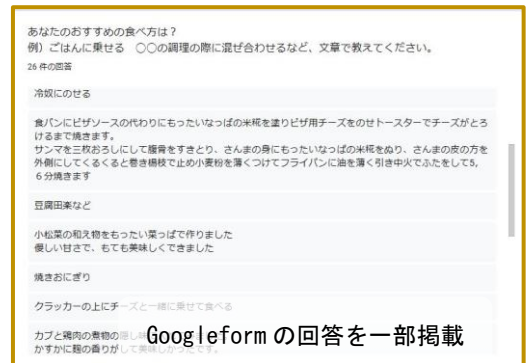 あなたのおすすめの食べ方は？
例）ごはんに乗せる　○○の調理の際に混ぜ合わせるなど、文章で教えてください。
26 件の回答
冷奴にのせる
食パンにピザソースの代わりにもったいなっぱの米糀を塗りピザ用チーズをのせトースターでチーズがとろ
けるまで焼きます。
サンマを三枚おろしにして腹骨をすきとり、さんまの身にもったいなっぱの米糀をぬり、さんまの皮の方を
外側にしてくるくると巻き楊枝で止め小麦粉を薄くつけてフライパンに油を薄く引き中火でふたをして5,
６分焼きます
豆腐田楽など
小松菜の和え物をもったい菜っぱで作りました
優しい甘さで、もても美味しくできました
焼きおにぎり
クラッカーの上にチーズと一緒に乗せて食べる
カブと鶏肉の煮物の隠し味
かすかに麹の香りがして美味しかったです。
Googleform の回答を一部掲載